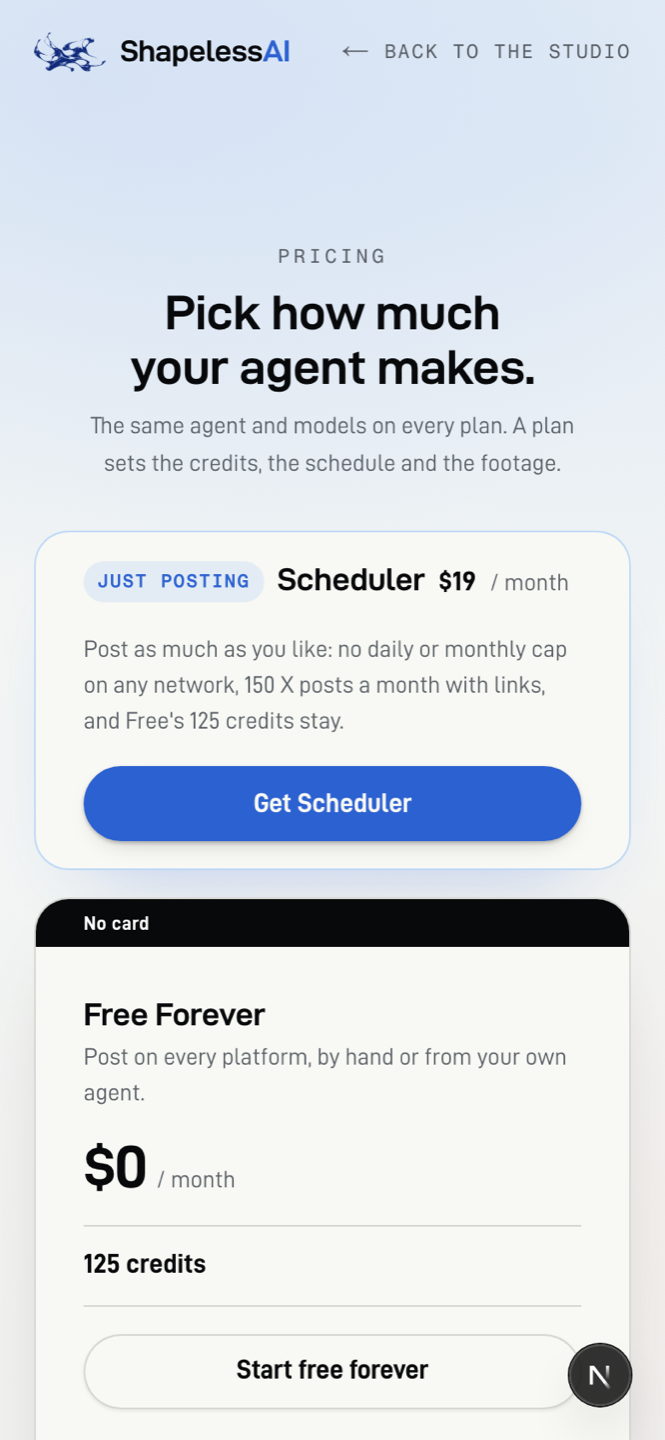 ShapelessAI
← BACK TO THE STUDIO
PRICING
Pick how much
your agent makes.
The same agent and models on every plan. A plan
sets the credits, the schedule and the footage.
JUST POSTING Scheduler $19 / month
Post as much as you like: no daily or monthly cap
on any network, 150 X posts a month with links,
and Free's 125 credits stay.
Get Scheduler
No card
Free Forever
Post on every platform, by hand or from your own
agent.
$0 / month
125 credits
Start free forever
N